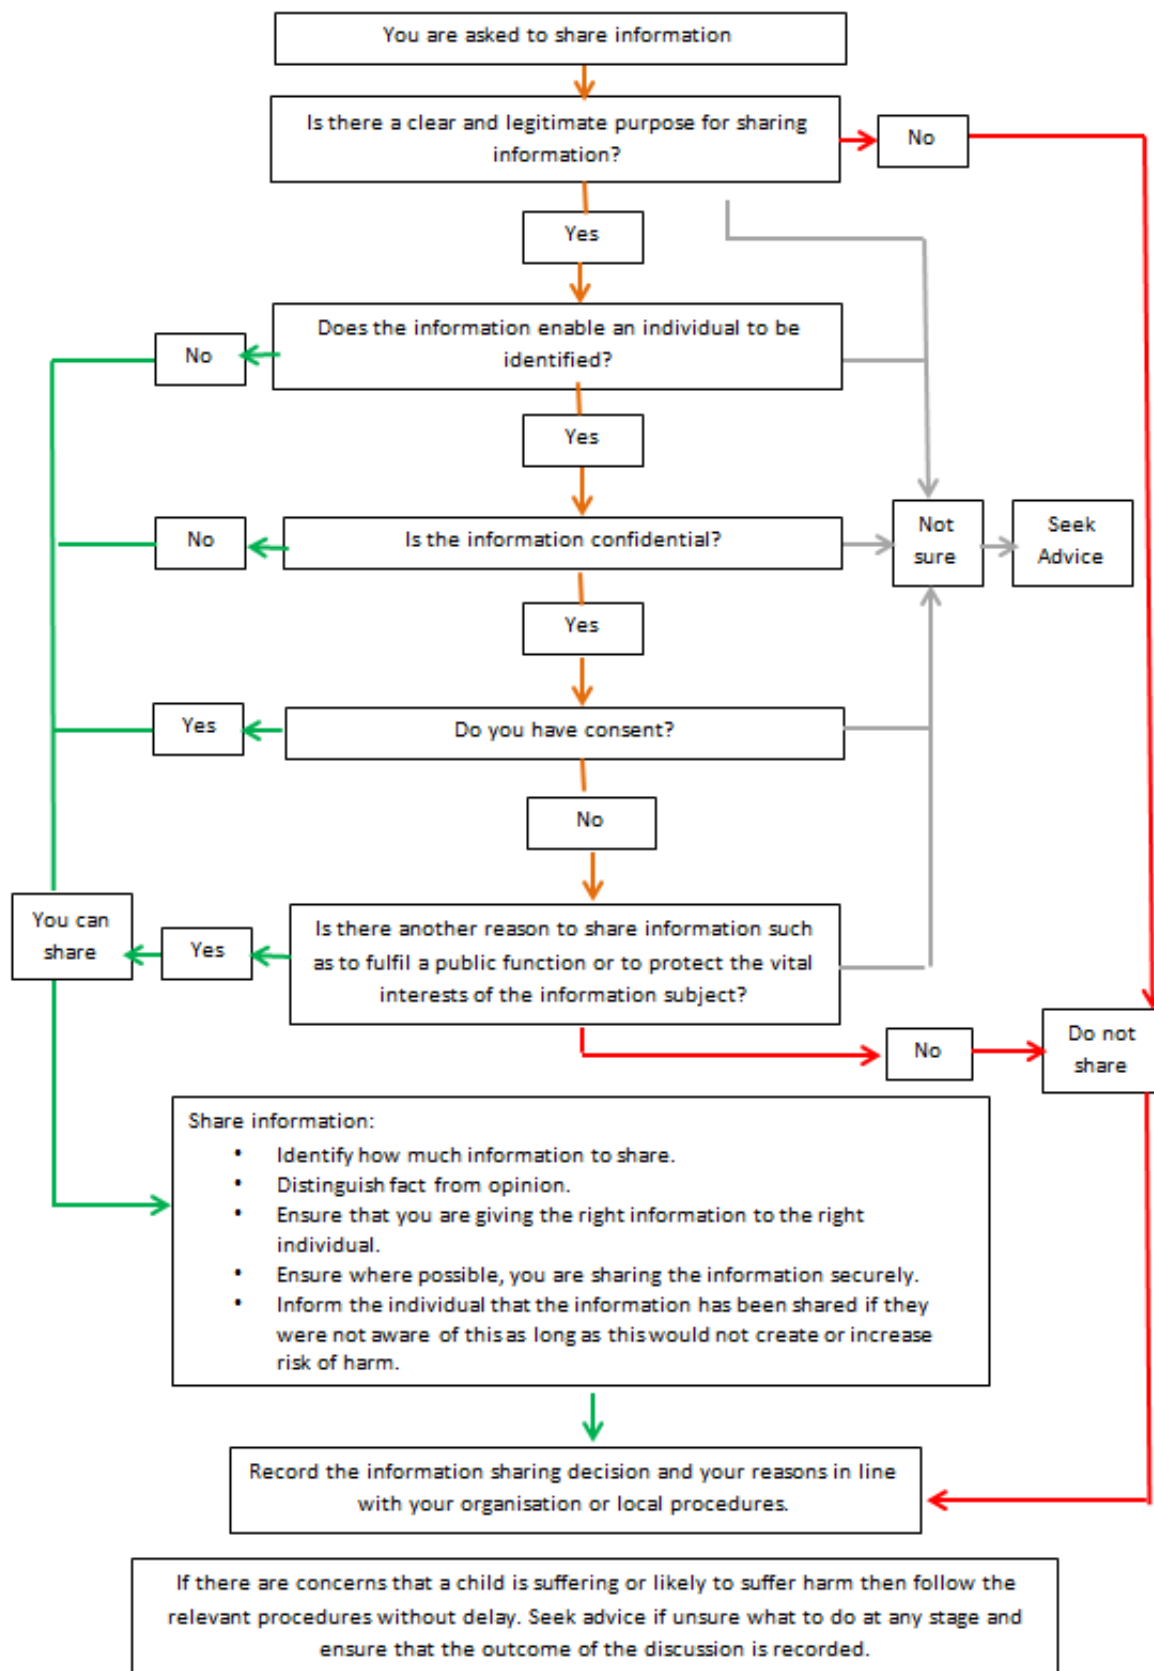 You are asked to share information
Is there a clear and legitimate purpose for sharing
information?
No
Yes
Does the information enable an individual to be
identified?
No
Yes
Is the information confidential?
No
Not
sure
Seek
Advice
Yes
Do you have consent?
Yes
No
Is there another reason to share information such
as to fulfil a public function or to protect the vital
interests of the information subject?
Yes
You can
share
No
Do not
share
Share information:
• Identify how much information to share.
• Distinguish fact from opinion.
• Ensure that you are giving the right information to the right
individual.
• Ensure where possible, you are sharing the information securely.
• Inform the individual that the information has been shared if they
were not aware of this as long as this would not create or increase
risk of harm.
Record the information sharing decision and your reasons in line
with your organisation or local procedures.
If there are concerns that a child is suffering or likely to suffer harm then follow the
relevant procedures without delay. Seek advice if unsure what to do at any stage and
ensure that the outcome of the discussion is recorded.